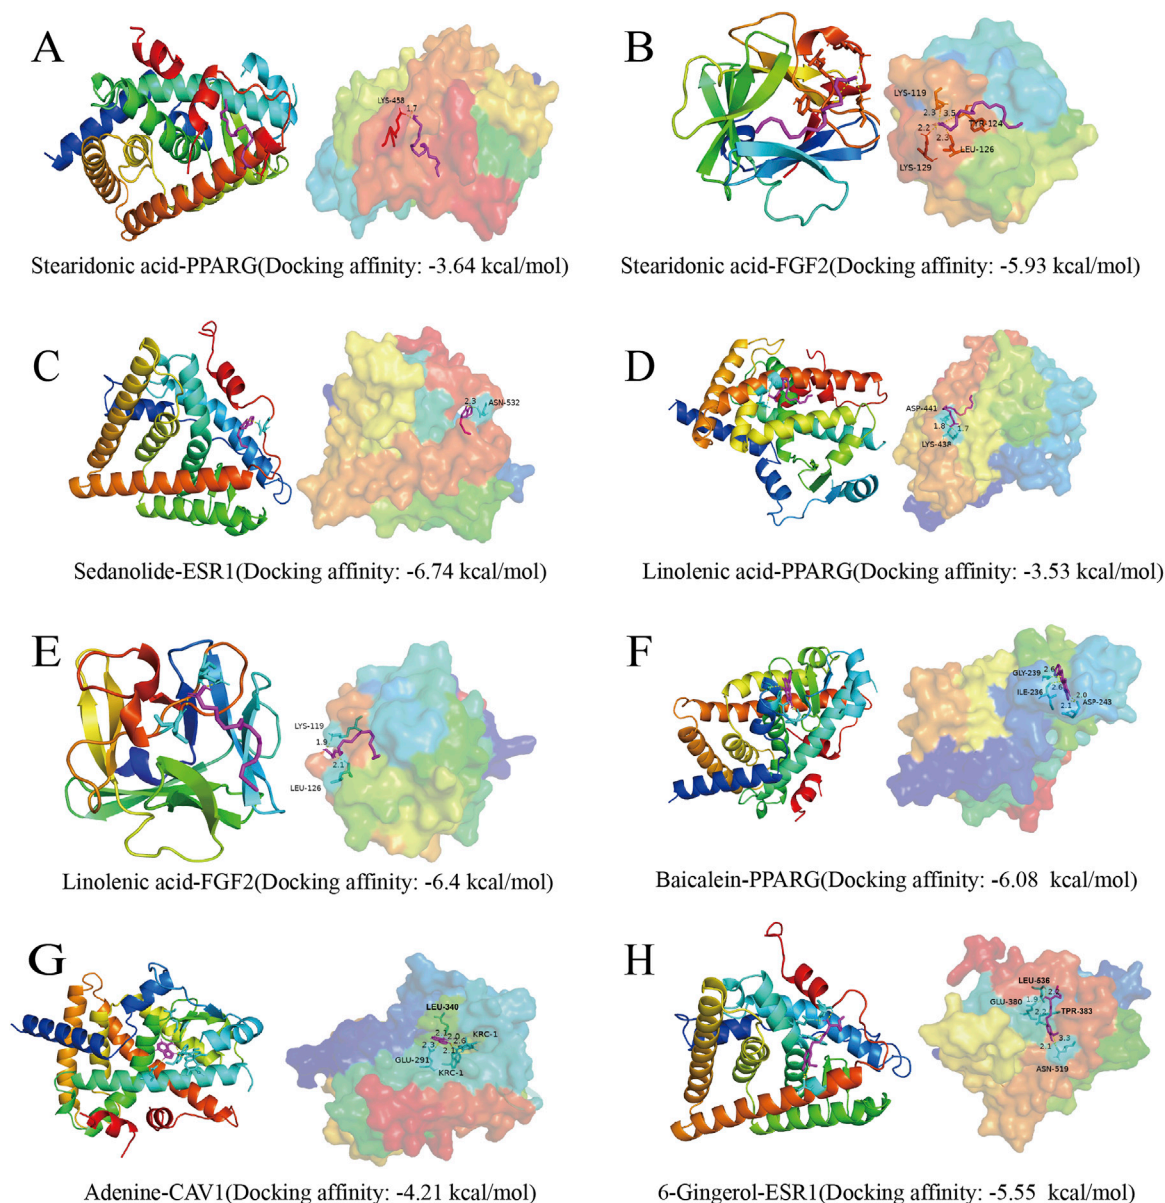 A
LYS-458
1.7
Stearidonic acid-PPARG(Docking affinity: -3.64 kcal/mol)
B
LYS-119
2.3
3.5
TYR-124
2.2
2.3
LEU-126
LYS-129
Stearidonic acid-FGF2(Docking affinity: -5.93 kcal/mol)
C
2.3
ASN-532
Sedanolide-ESR1(Docking affinity: -6.74 kcal/mol)
D
ASP-441
1.8
1.7
Linolenic acid-PPARG(Docking affinity: -3.53 kcal/mol)
E
LYS-119
1.9
2.1
LEU-126
Linolenic acid-FGF2(Docking affinity: -6.4 kcal/mol)
F
GLY-239
2.6
ILE-236
2.6
2.0
ASP-243
2.1
Baicalein-PPARG(Docking affinity: -6.08 kcal/mol)
G
LEU-340
2.1
2.0
KRC-1
2.3
2.6
2.1
GLU-291
KRC-1
Adenine-CAV1(Docking affinity: -4.21 kcal/mol)
H
LEU-536
1.9
GLU-380
2.2
TPR-383
3.3
2.1
ASN-519
6-Gingerol-ESR1(Docking affinity: -5.55 kcal/mol)